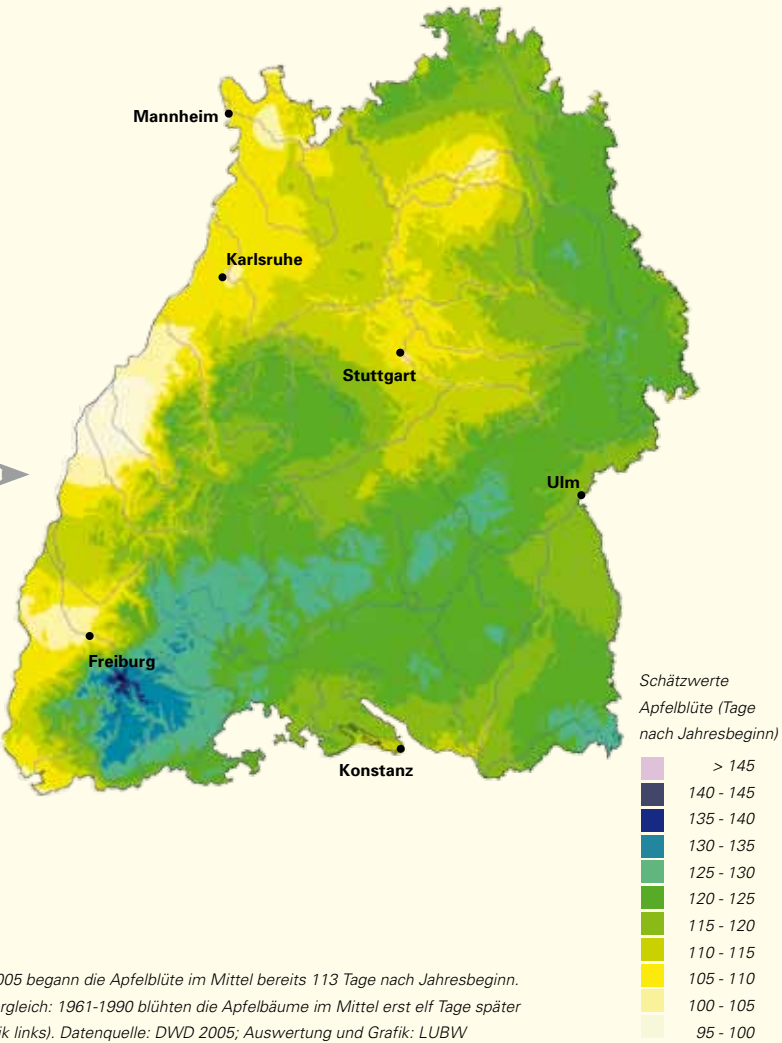 Mannheim
Karlsruhe
Stuttgart
Ulm
Freiburg
Konstanz
Schätzwerte
Apfelblüte (Tage
nach Jahresbeginn)
> 145
140 - 145
135 - 140
130 - 135
125 - 130
120 - 125
115 - 120
110 - 115
105 - 110
100 - 105
95 - 100
005 begann die Apfelblüte im Mittel bereits 113 Tage nach Jahresbeginn.
rgleich: 1961-1990 blühten die Apfelbäume im Mittel erst elf Tage später
ik links). Datenquelle: DWD 2005; Auswertung und Grafik: LUBW